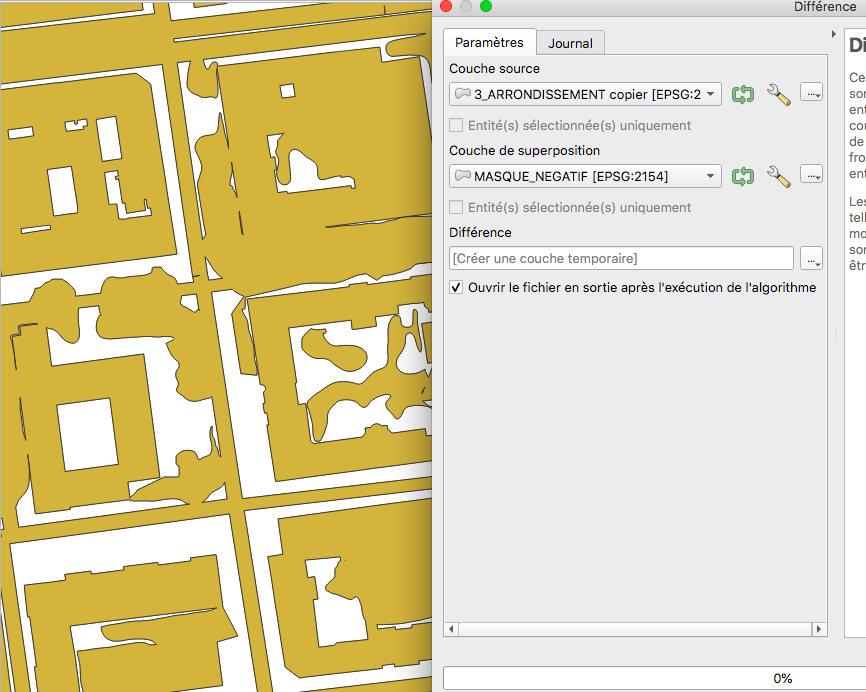 Différence
Paramètres
Journal
Couche source
3_ARRONDISSEMENT copier [EPSG:2
...
Entité(s) sélectionnée(s) uniquement
Couche de superposition
MASQUE_NEGATIF [EPSG:2154]
...
Entité(s) sélectionnée(s) uniquement
Différence
[Créer une couche temporaire]
...
Ouvrir le fichier en sortie après l'exécution de l'algorithme
0%
Di
Ce
sor
ent
cou
de
fro
ent
Les
tell
mo
sor
êtr